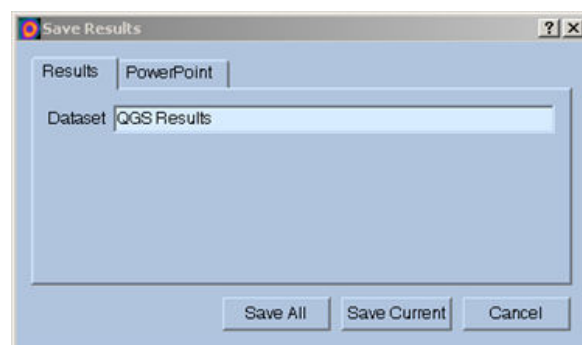 Save Results
Results PowerPoint
Dataset QGS Results
Save All Save Current Cancel